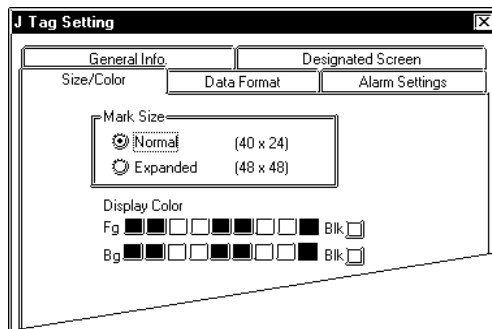 J Tag Setting
General Info.
Designated Screen
Size/Color
Data Format
Alarm Settings
Mark Size
Normal (40 x 24)
Expanded (48 x 48)
Display Color
Fg Blk
Bg Blk